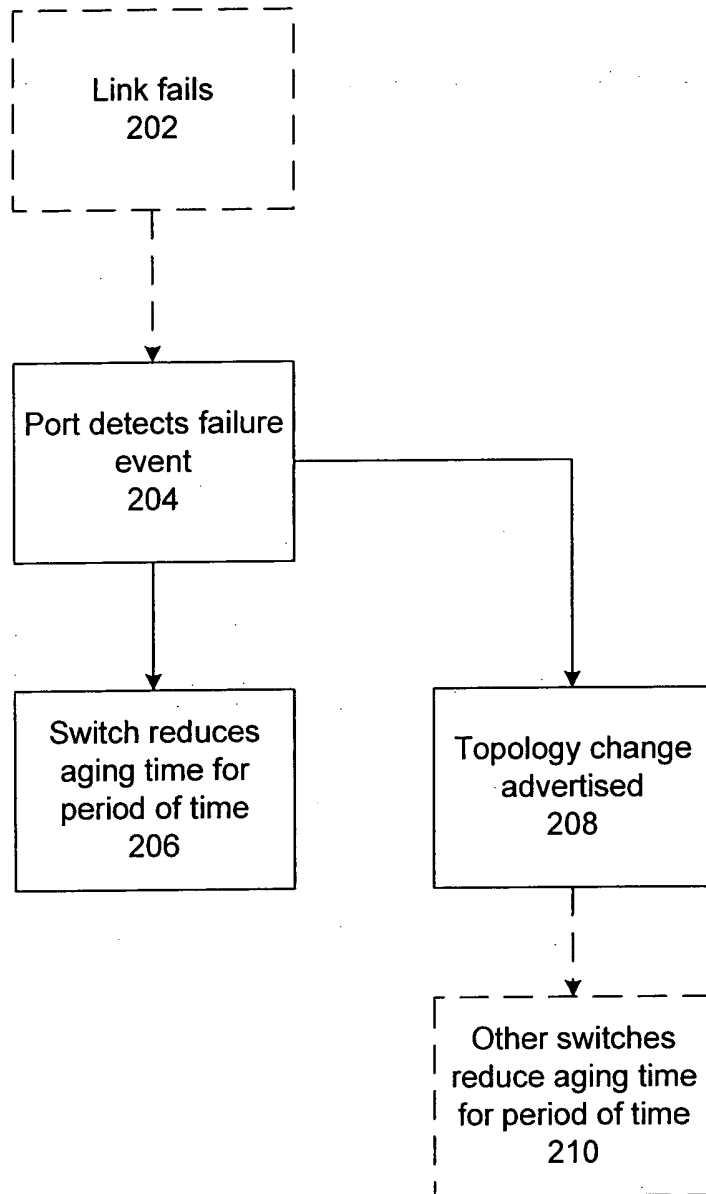 Link fails
202
Port detects failure
event
204
Switch reduces
aging time for
period of time
206
Topology change
advertised
208
Other switches
reduce aging time
for period of time
210